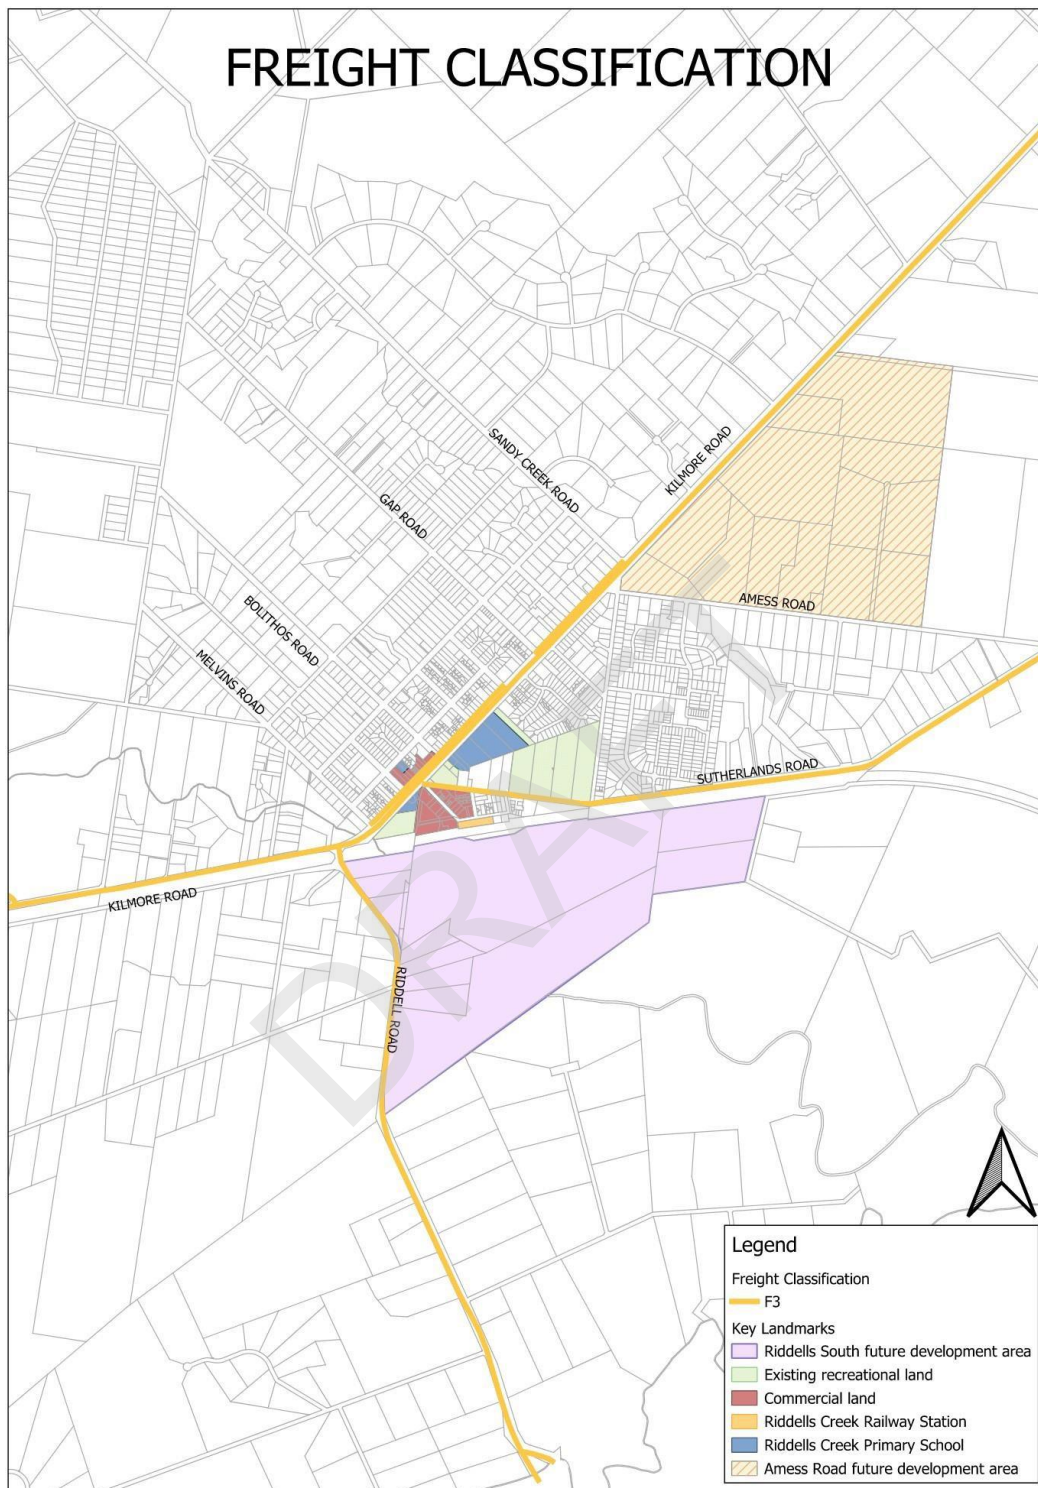 FREIGHT CLASSIFICATION
KILMORE ROAD
SANDY CREEK ROAD
GAP ROAD
BOLITHOS ROAD
MELVINS ROAD
AMESS ROAD
SUTHERLANDS ROAD
KILMORE ROAD
RIDDELL ROAD
DRAFT
Legend
Freight Classification
F3
Key Landmarks
Riddells South future development area
Existing recreational land
Commercial land
Riddells Creek Railway Station
Riddells Creek Primary School
Amess Road future development area